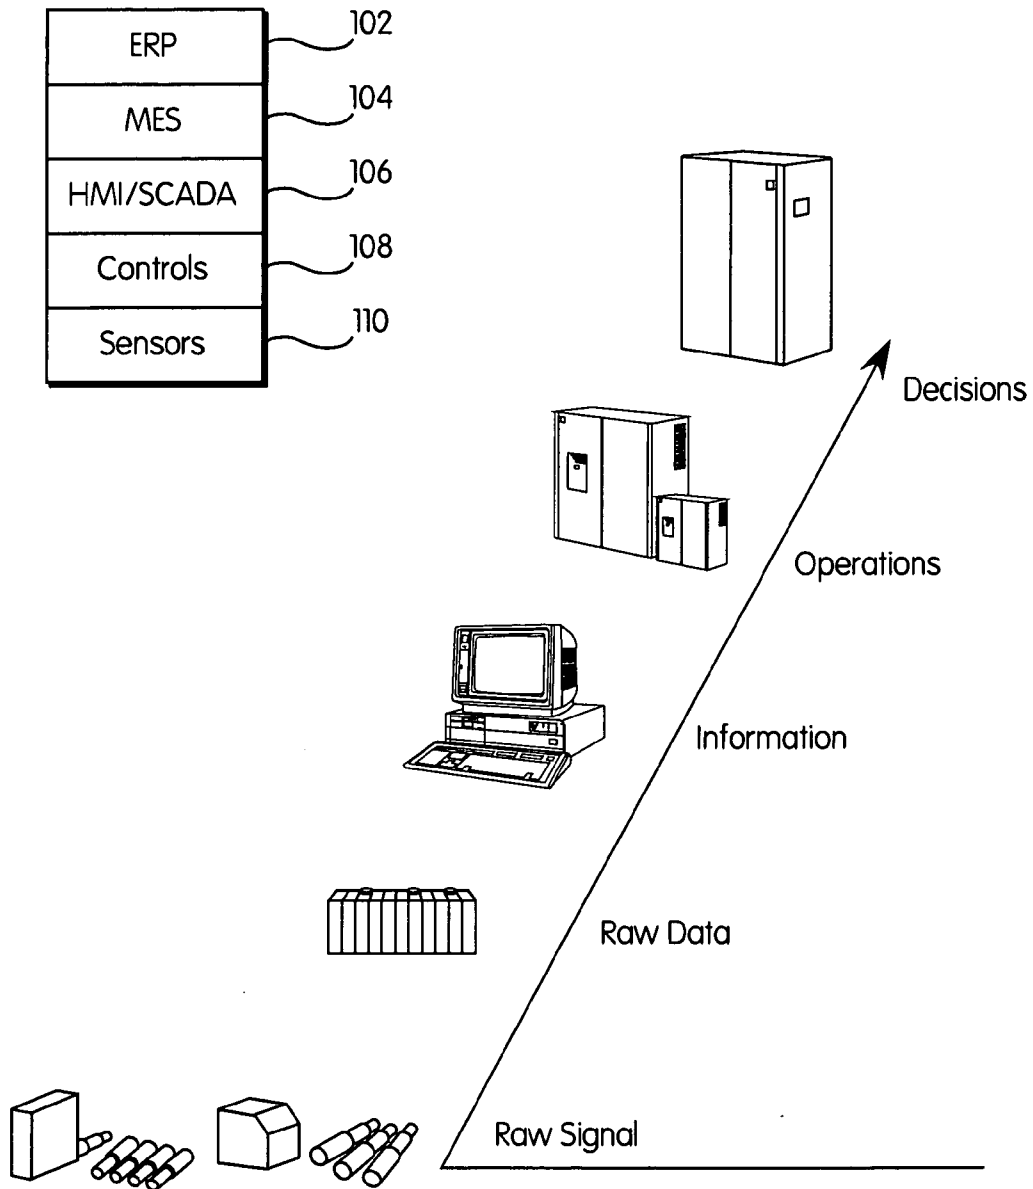 ERP
102
MES
104
HMI/SCADA
106
Controls
108
Sensors
110
Decisions
Operations
Information
Raw Data
Raw Signal